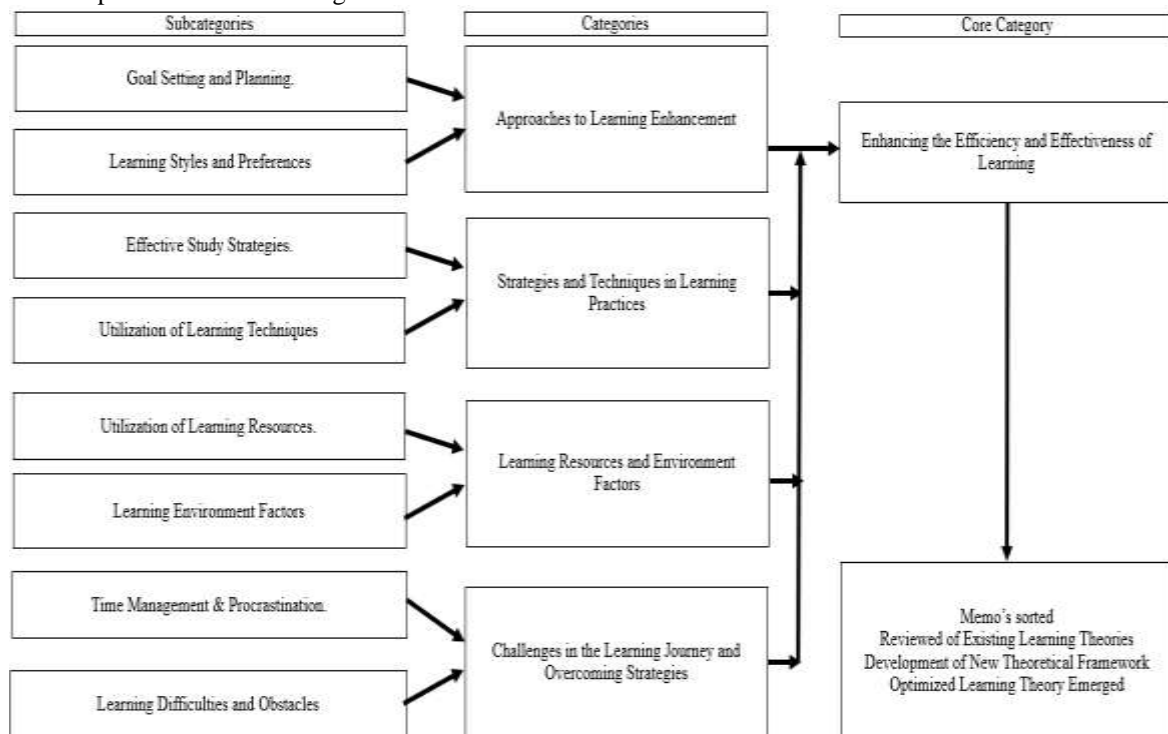 Subcategories
Categories
Core Category
Goal Setting and Planning.
Learning Styles and Preferences
Approaches to Learning Enhancement
Enhancing the Efficiency and Effectiveness of
Learning
Effective Study Strategies.
Utilization of Learning Techniques
Strategies and Techniques in Learning
Practices
Utilization of Learning Resources.
Learning Environment Factors
Learning Resources and Environment
Factors
Time Management & Procrastination.
Learning Difficulties and Obstacles
Challenges in the Learning Journey and
Overcoming Strategies
Memo's sorted
Reviewed of Existing Learning Theories
Development of New Theoretical Framework
Optimized Learning Theory Emerged